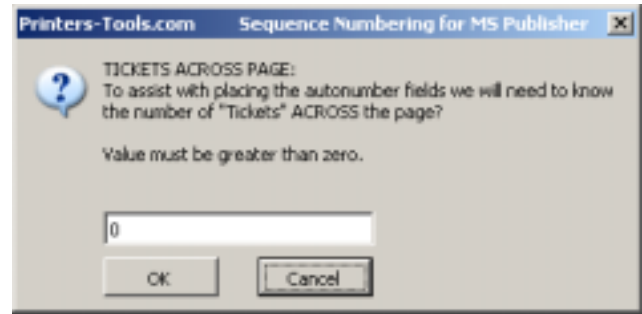 Printers-Tools.com Sequence Numbering for MS Publisher
TICKETS ACROSS PAGE:
To assist with placing the autonumber fields we will need to know
the number of "Tickets" ACROSS the page?
Value must be greater than zero.
0
OK Cancel